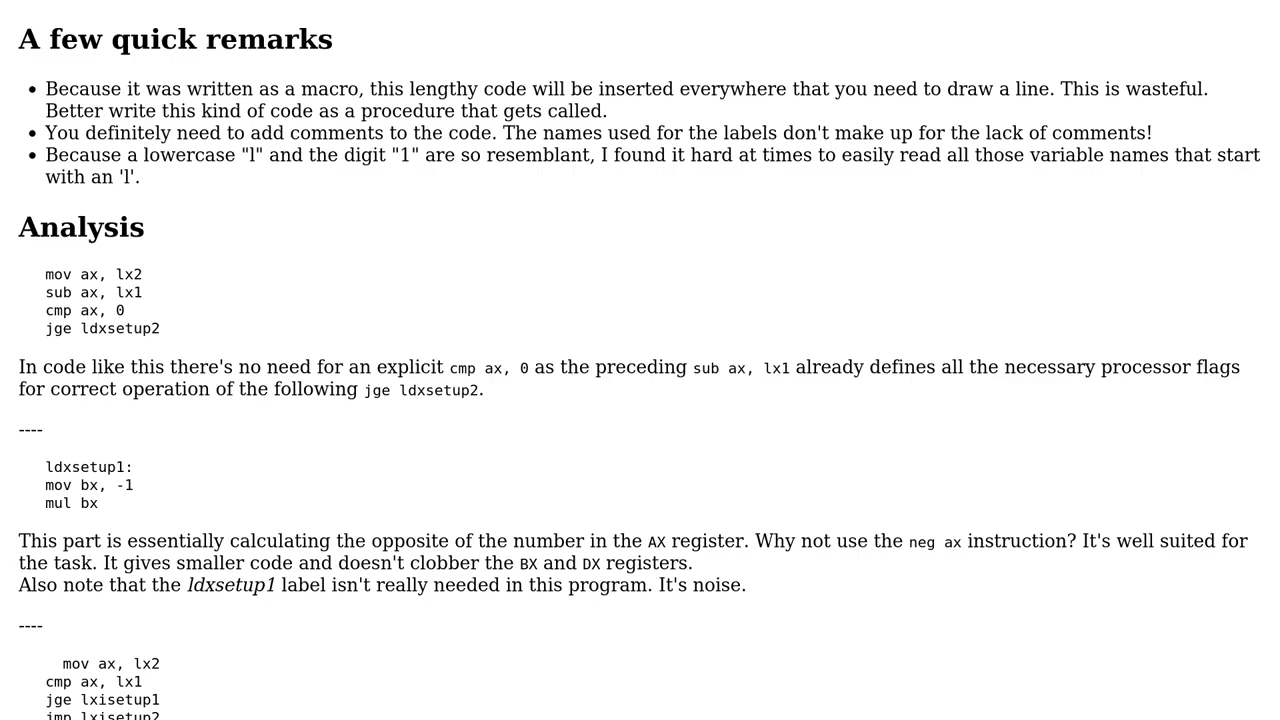 A few quick remarks
• Because it was written as a macro, this lengthy code will be inserted everywhere that you need to draw a line. This is wasteful.
Better write this kind of code as a procedure that gets called.
• You definitely need to add comments to the code. The names used for the labels don't make up for the lack of comments!
• Because a lowercase "l" and the digit "1" are so resemblant, I found it hard at times to easily read all those variable names that start
with an 'l'.
Analysis
mov ax, lx2
sub ax, lx1
cmp ax, 0
jge ldxsetup2
In code like this there's no need for an explicit cmp ax, 0 as the preceding sub ax, lx1 already defines all the necessary processor flags
for correct operation of the following jge ldxsetup2.
----
ldxsetup1:
mov bx, -1
mul bx
This part is essentially calculating the opposite of the number in the AX register. Why not use the neg ax instruction? It's well suited for
the task. It gives smaller code and doesn't clobber the BX and DX registers.
Also note that the ldxsetup1 label isn't really needed in this program. It's noise.
----
mov ax, lx2
cmp ax, lx1
jge lxisetup1
jmp lxisetup2